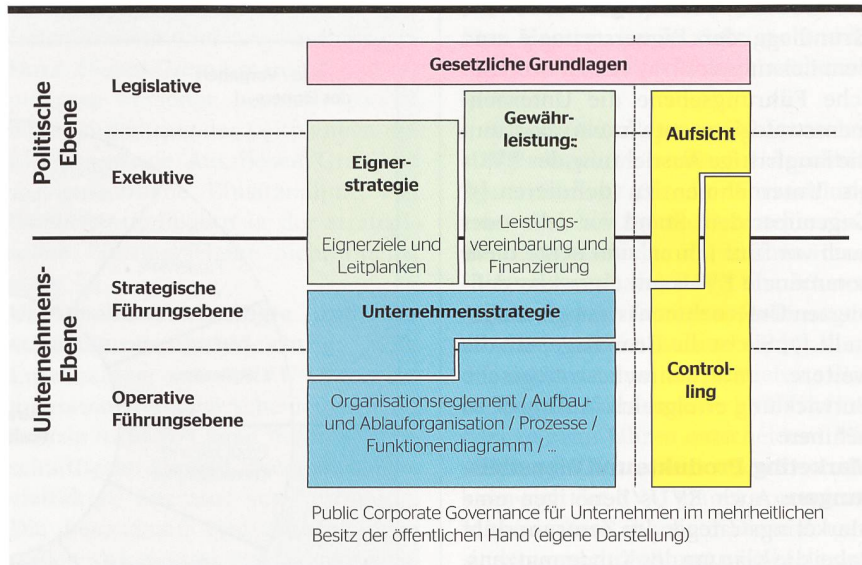 Politische
Ebene
Unternehmens-
Ebene
Legislative
Exekutive
Strategische
Führungsebene
Operative
Führungsebene
Gesetzliche Grundlagen
Eigner-
strategie
Eignerziele und
Leitplanken
Gewähr-
leistung:
Leistungs-
vereinbarung und
Finanzierung
Aufsicht
Unternehmensstrategie
Organisationsreglement / Aufbau-
und Ablauforganisation / Prozesse /
Funktionendiagramm / ...
Control-
ling
Public Corporate Governance für Unternehmen im mehrheitlichen
Besitz der öffentlichen Hand (eigene Darstellung)